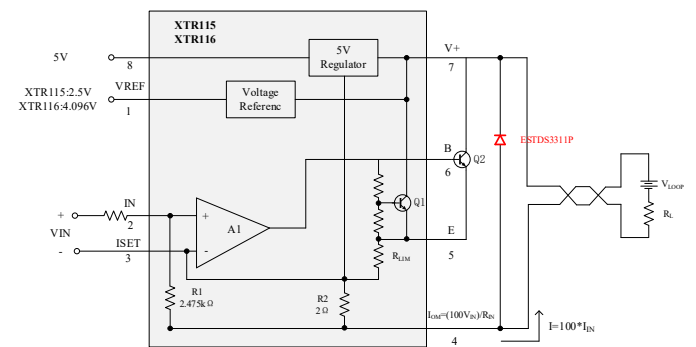 XTR115
XTR116
5V
8
5V
Regulator
V+
7
VREF
XTR115:2.5V
XTR116:4.096V
1
Voltage
Referenc
ESTDS3311P
B
6
Q2
VLOOP
RL
IN
+
2
VIN
-
ISET
3
+
-
A1
Q1
E
5
RLIM
R1
2.475kΩ
R2
2Ω
IOM=(100VIN)/RIN
4
I=100*IIN